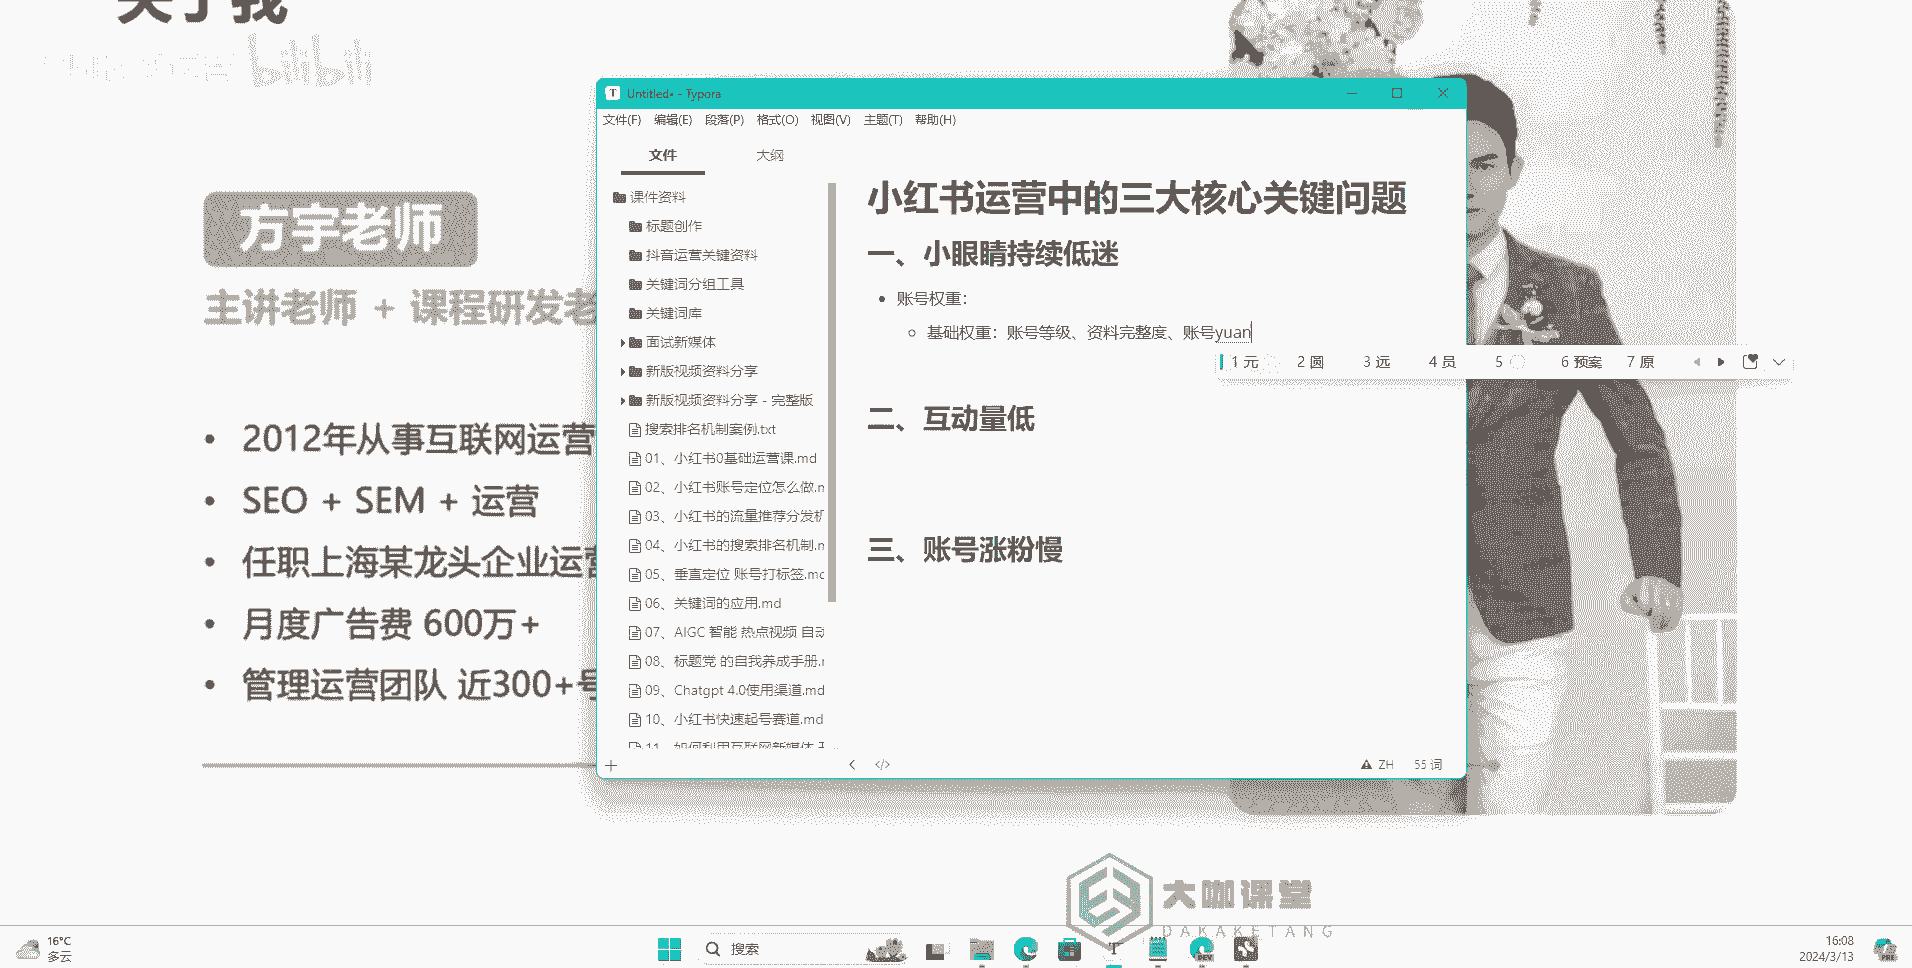 关于我
bilibili
方宇老师
主讲老师 + 课程研发老
2012年从事互联网运营
SEO + SEM + 运营
任职上海某龙头企业运营
月度广告费 600万+
管理运营团队 近300+号
Untitled• - Typora
文件(F) 编辑(E) 段落(P) 格式(O) 视图(V) 主题(T) 帮助(H)
文件 大纲
课件资料
标题创作
抖音运营关键资料
关键词分组工具
关键词库
面试新媒体
新版视频资料分享
新版视频资料分享 - 完整版
搜索排名机制案例.txt
01、小红书0基础运营课.md
02、小红书账号定位怎么做.m
03、小红书的流量推荐分发机
04、小红书的搜索排名机制.m
05、垂直定位 账号打标签.md
06、关键词的应用.md
07、AIGC 智能 热点视频 自动
08、标题党 的自我养成手册.m
09、Chatgpt 4.0使用渠道.md
10、小红书快速起号赛道.md
11、如何利用互联网新媒体
小红书运营中的三大核心关键问题
一、小眼睛持续低迷
账号权重：
基础权重：账号等级、资料完整度、账号yuan
1 元 2 圆 3 远 4 员 5 〇 6 预案 7 原
二、互动量低
三、账号涨粉慢
ZH 55 词
大咖课堂
DAKAKETANG
16°C
多云
搜索
DEV
16:08
2024/3/13
PRE